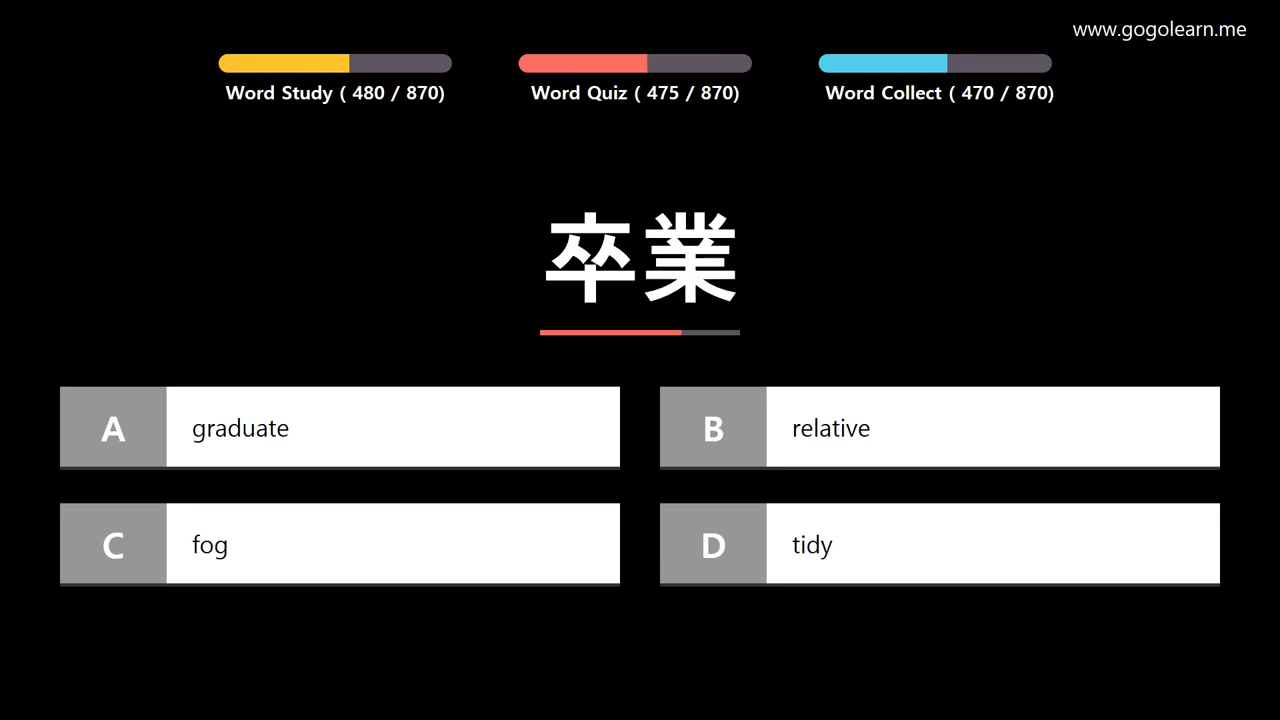 www.gogolearn.me
Word Study ( 480 / 870)
Word Quiz ( 475 / 870)
Word Collect ( 470 / 870)
卒業
A graduate
B relative
C fog
D tidy